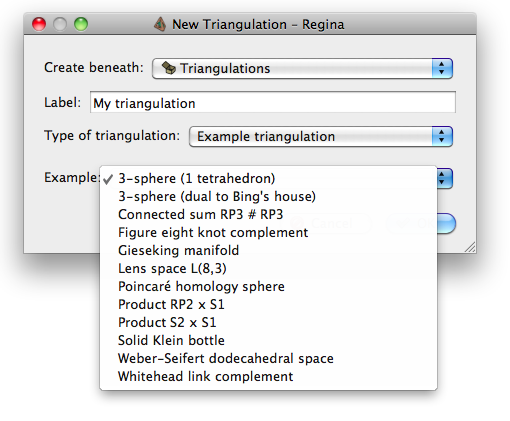 New Triangulation – Regina
Create beneath: Triangulations
Label: My triangulation
Type of triangulation: Example triangulation
Example: ✓ 3-sphere (1 tetrahedron)
3-sphere (dual to Bing's house)
Connected sum RP3 # RP3
Figure eight knot complement
Gieseking manifold
Lens space L(8,3)
Poincaré homology sphere
Product RP2 x S1
Product S2 x S1
Solid Klein bottle
Weber-Seifert dodecahedral space
Whitehead link complement